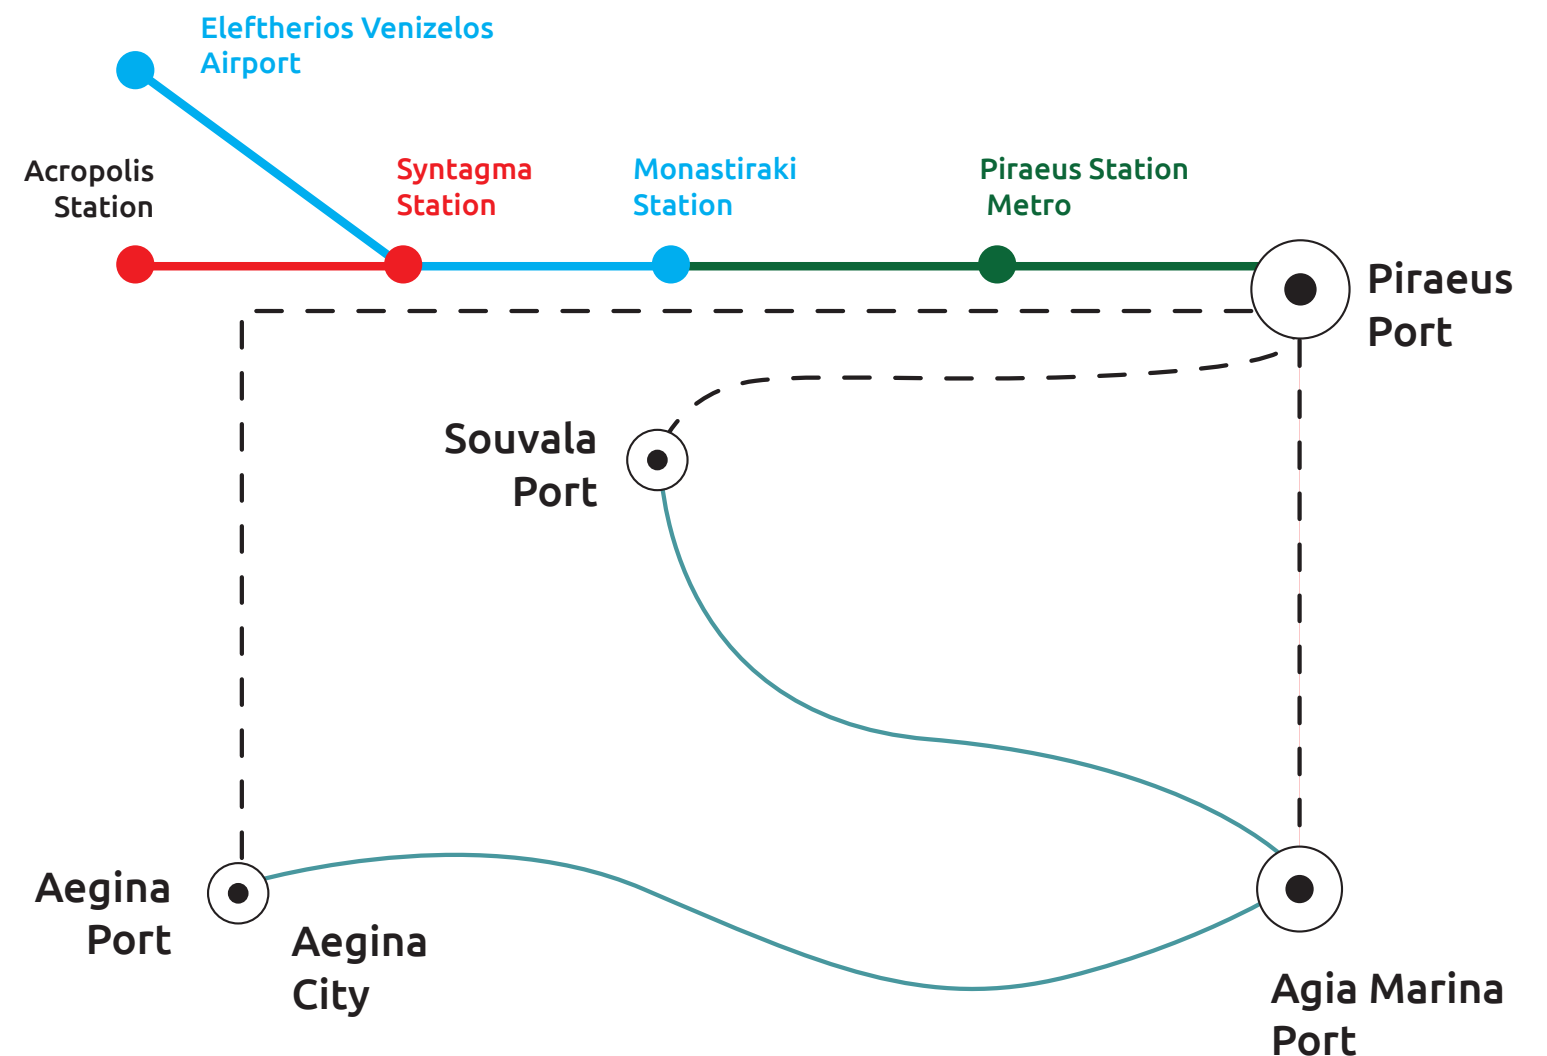 Eleftherios Venizelos
Airport
Acropolis
Station
Syntagma
Station
Monastiraki
Station
Piraeus Station
Metro
Piraeus
Port
Souvala
Port
Aegina
Port
Aegina
City
Agia Marina
Port